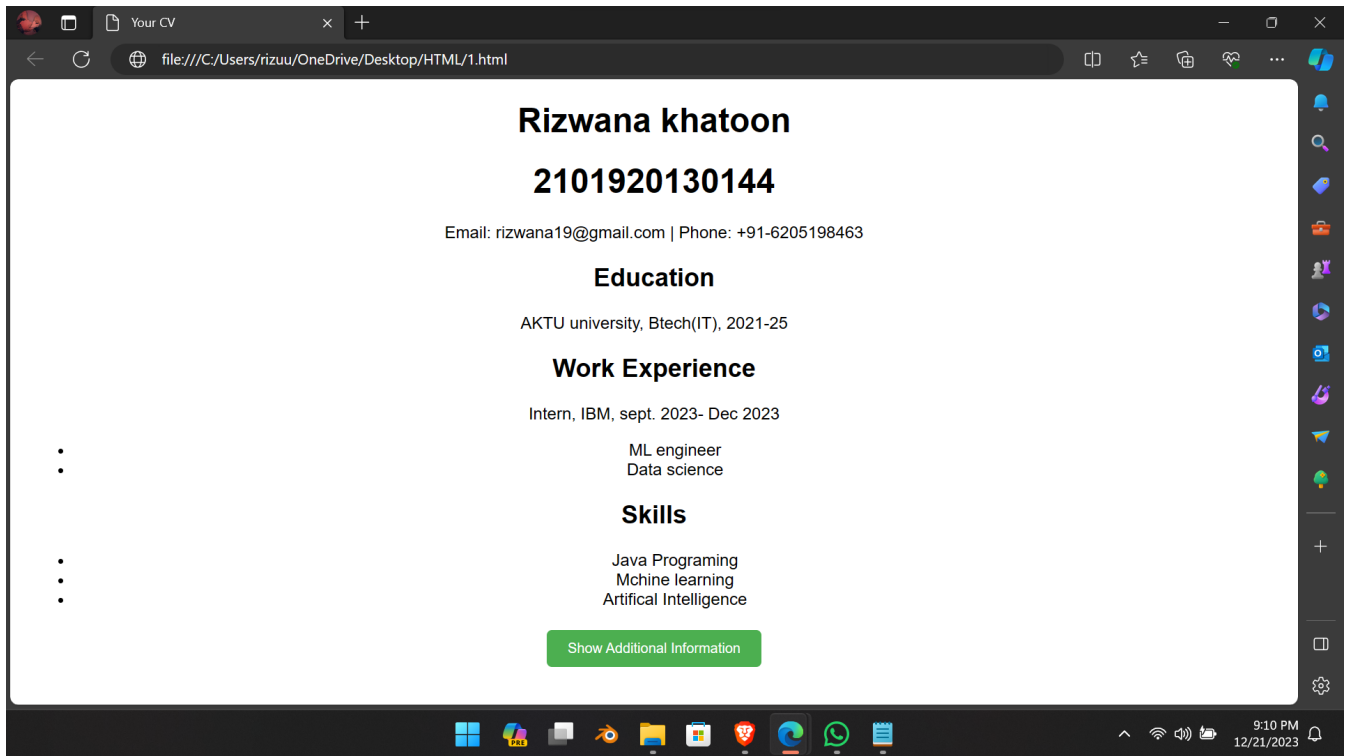 Your CV
file:///C:/Users/rizuu/OneDrive/Desktop/HTML/1.html
Rizwana khatoon
2101920130144
Email: rizwana19@gmail.com | Phone: +91-6205198463
Education
AKTU university, Btech(IT), 2021-25
Work Experience
Intern, IBM, sept. 2023- Dec 2023
ML engineer
Data science
Skills
Java Programing
Mchine learning
Artifical Intelligence
Show Additional Information
PRE
9:10 PM
12/21/2023